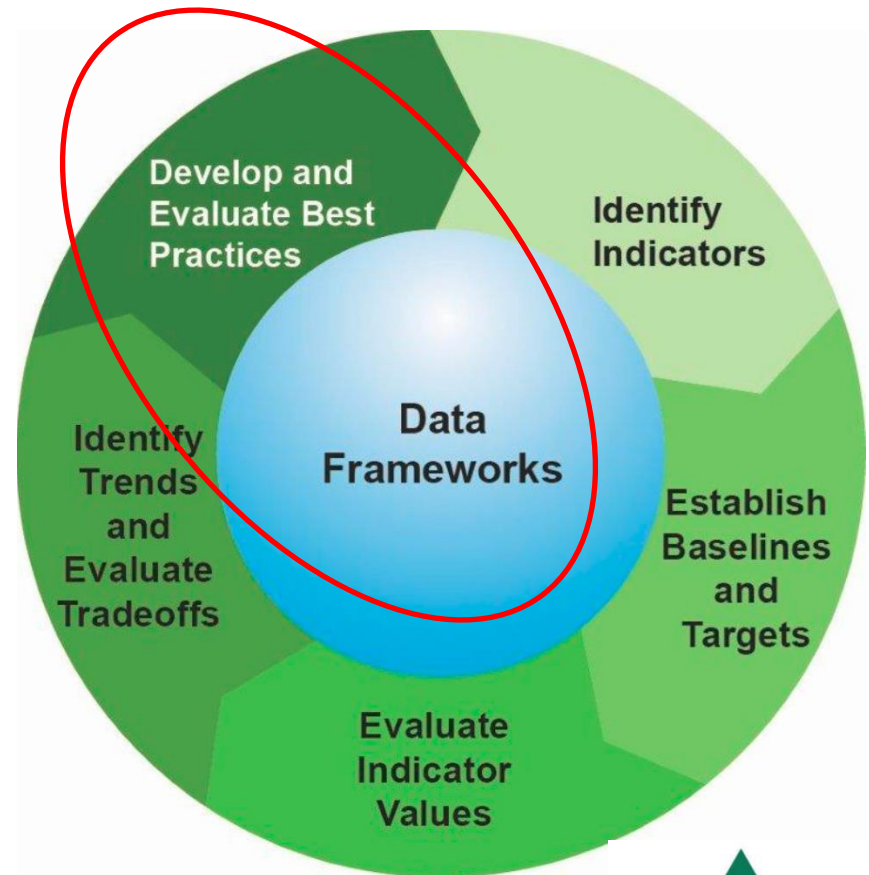 Develop and
Evaluate Best
Practices
Identify
Indicators
Data
Frameworks
Identify
Trends
and
Evaluate
Tradeoffs
Establish
Baselines
and
Targets
Evaluate
Indicator
Values